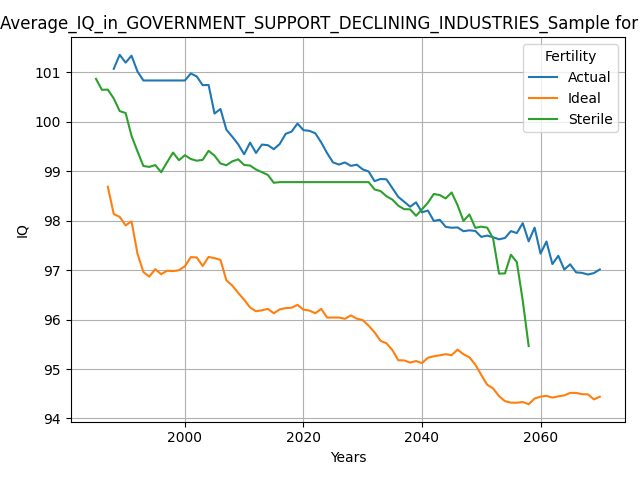 Average_IQ_in_GOVERNMENT_SUPPORT_DECLINING_INDUSTRIES_Sample for
Fertility
Actual
Ideal
Sterile
IQ
101
100
99
98
97
96
95
94
2000
2020
2040
2060
Years